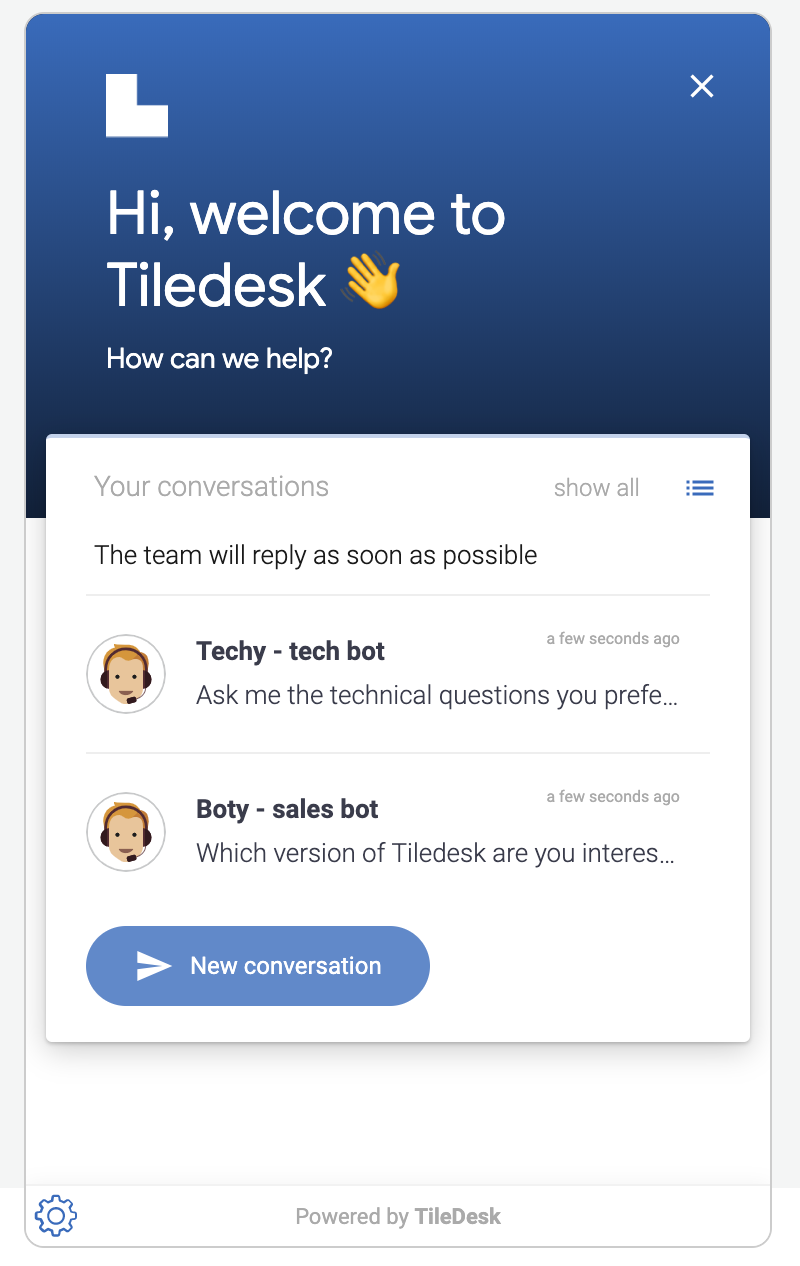 Hi, welcome to
Tiledesk 👋
How can we help?
Your conversations show all
The team will reply as soon as possible
Techy - tech bot a few seconds ago
Ask me the technical questions you prefe...
Boty - sales bot a few seconds ago
Which version of Tiledesk are you interes...
New conversation
Powered by TileDesk